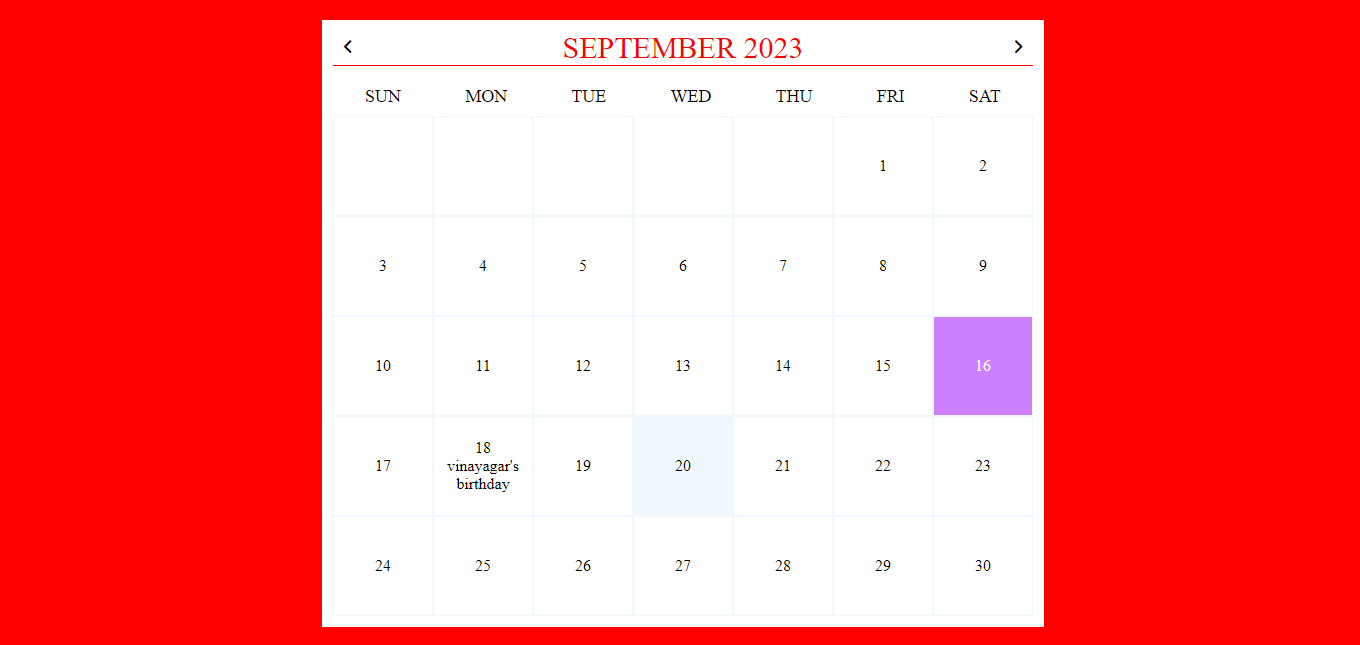 SEPTEMBER 2023
SUN MON TUE WED THU FRI SAT
1 2
3 4 5 6 7 8 9
10 11 12 13 14 15 16
17 18 19 20 21 22 23
vinayagar's
birthday
24 25 26 27 28 29 30